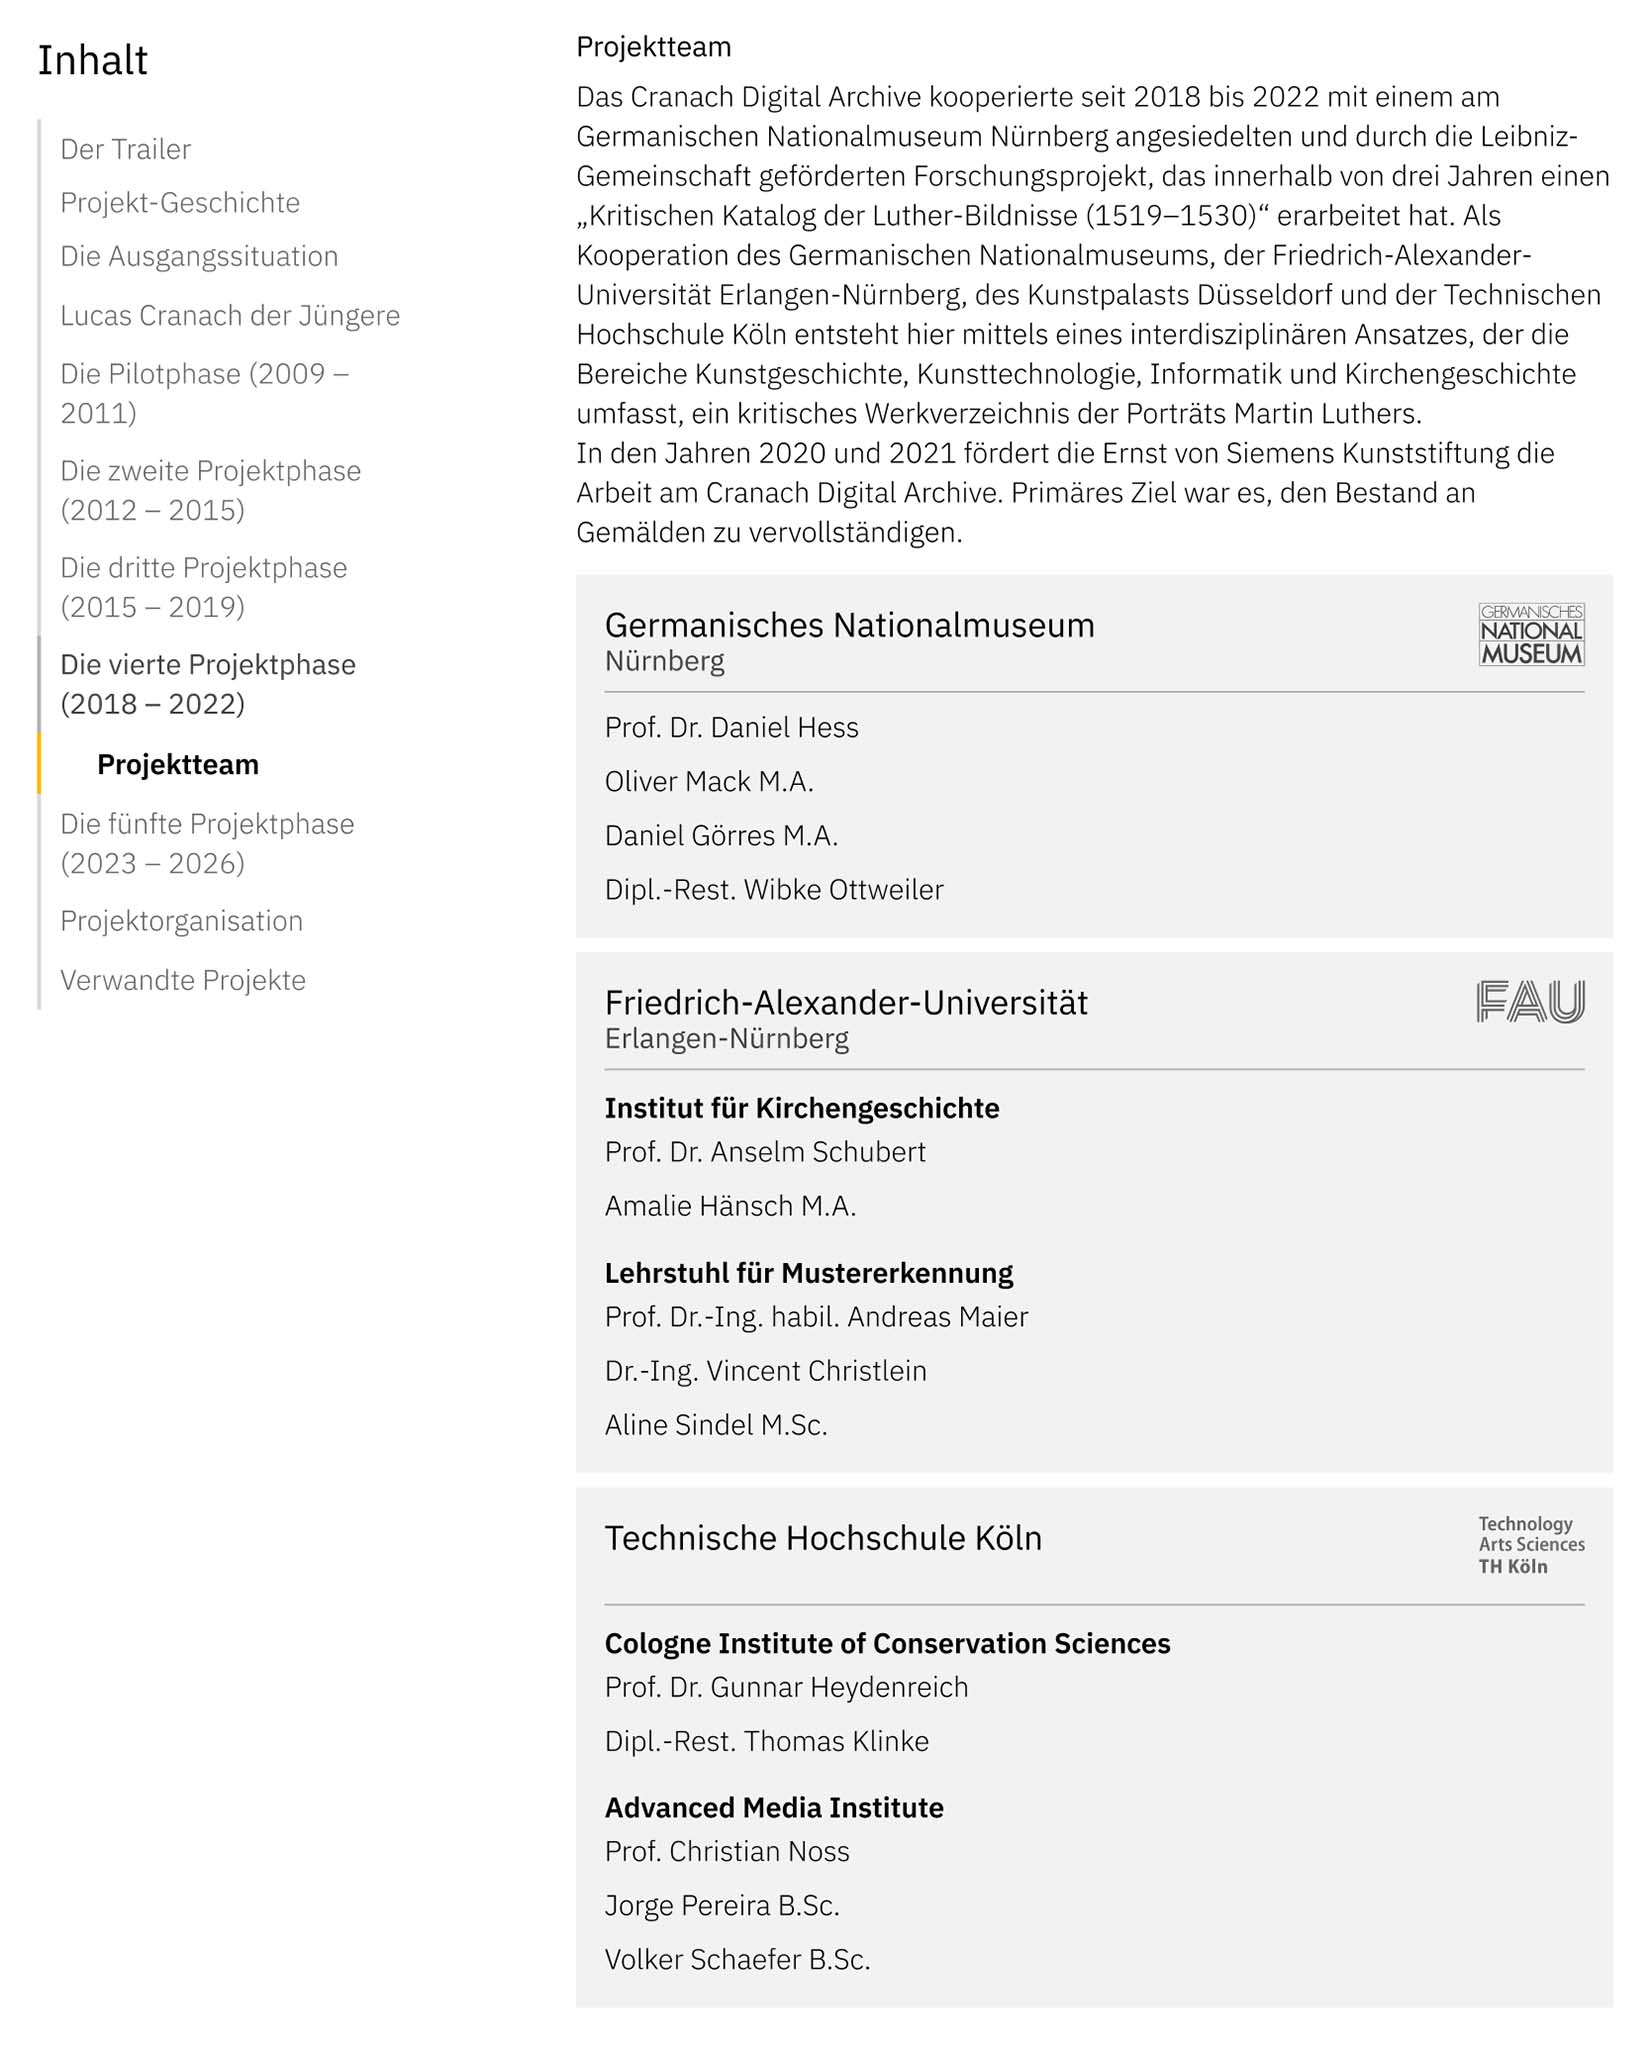 Inhalt
Der Trailer
Projekt-Geschichte
Die Ausgangssituation
Lucas Cranach der Jüngere
Die Pilotphase (2009 –
2011)
Die zweite Projektphase
(2012 – 2015)
Die dritte Projektphase
(2015 – 2019)
Die vierte Projektphase
(2018 – 2022)
Projektteam
Die fünfte Projektphase
(2023 – 2026)
Projektorganisation
Verwandte Projekte
Projektteam
Das Cranach Digital Archive kooperierte seit 2018 bis 2022 mit einem am
Germanischen Nationalmuseum Nürnberg angesiedelten und durch die Leibniz-
Gemeinschaft geförderten Forschungsprojekt, das innerhalb von drei Jahren einen
„Kritischen Katalog der Luther-Bildnisse (1519–1530)“ erarbeitet hat. Als
Kooperation des Germanischen Nationalmuseums, der Friedrich-Alexander-
Universität Erlangen-Nürnberg, des Kunstpalasts Düsseldorf und der Technischen
Hochschule Köln entsteht hier mittels eines interdisziplinären Ansatzes, der die
Bereiche Kunstgeschichte, Kunsttechnologie, Informatik und Kirchengeschichte
umfasst, ein kritisches Werkverzeichnis der Porträts Martin Luthers.
In den Jahren 2020 und 2021 fördert die Ernst von Siemens Kunststiftung die
Arbeit am Cranach Digital Archive. Primäres Ziel war es, den Bestand an
Gemälden zu vervollständigen.
Germanisches Nationalmuseum
Nürnberg
GERMANISCHES
NATIONAL
MUSEUM
Prof. Dr. Daniel Hess
Oliver Mack M.A.
Daniel Görres M.A.
Dipl.-Rest. Wibke Ottweiler
Friedrich-Alexander-Universität
Erlangen-Nürnberg
FAU
Institut für Kirchengeschichte
Prof. Dr. Anselm Schubert
Amalie Hänsch M.A.
Lehrstuhl für Mustererkennung
Prof. Dr.-Ing. habil. Andreas Maier
Dr.-Ing. Vincent Christlein
Aline Sindel M.Sc.
Technische Hochschule Köln
Technology
Arts Sciences
TH Köln
Cologne Institute of Conservation Sciences
Prof. Dr. Gunnar Heydenreich
Dipl.-Rest. Thomas Klinke
Advanced Media Institute
Prof. Christian Noss
Jorge Pereira B.Sc.
Volker Schaefer B.Sc.